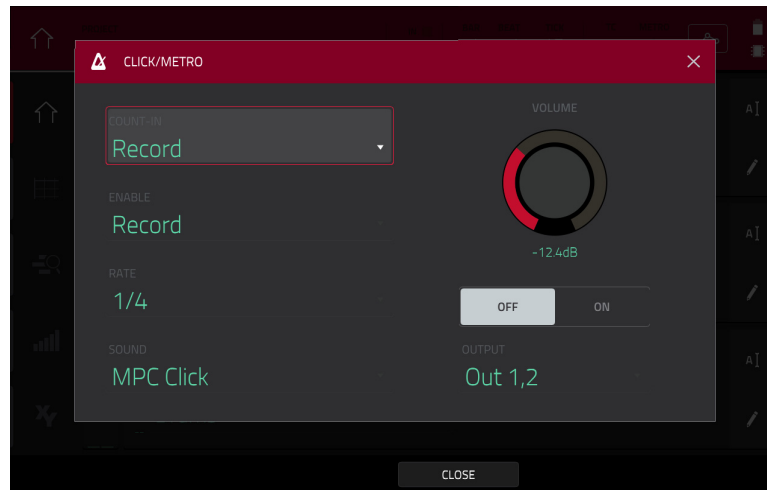 CLICK/METRO
COUNT-IN
Record
ENABLE
Record
RATE
1/4
SOUND
MPC Click
VOLUME
-12.4dB
OFF ON
OUTPUT
Out 1,2
CLOSE